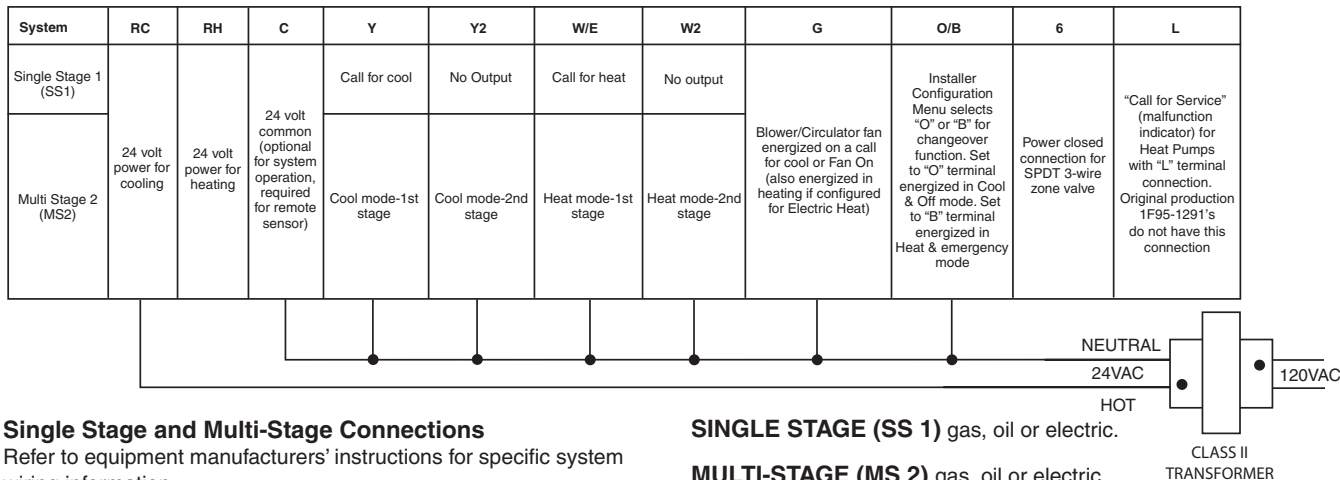 System RC RH C Y Y2 W/E W2 G O/B 6 L
Single Stage 1
(SS1)
Multi Stage 2
(MS2)
24 volt
power for
cooling
24 volt
power for
heating
24 volt
common
(optional
for system
operation,
required
for remote
sensor)
Call for cool
Cool mode-1st
stage
No Output
Cool mode-2nd
stage
Call for heat
Heat mode-1st
stage
No output
Heat mode-2nd
stage
Blower/Circulator fan
energized on a call
for cool or Fan On
(also energized in
heating if configured
for Electric Heat)
Installer
Configuration
Menu selects
“O” or “B” for
changeover
function. Set
to “O” terminal
energized in Cool
& Off mode. Set
to “B” terminal
energized in
Heat & emergency
mode
Power closed
connection for
SPDT 3-wire
zone valve
“Call for Service”
(malfunction
indicator) for
Heat Pumps
with “L” terminal
connection.
Original production
1F95-1291’s
do not have this
connection
NEUTRAL
24VAC
HOT
120VAC
CLASS II
TRANSFORMER
Single Stage and Multi-Stage Connections
Refer to equipment manufacturers’ instructions for specific system
wiring information.
SINGLE STAGE (SS 1) gas, oil or electric.
MULTI-STAGE (MS 2) gas, oil or electric